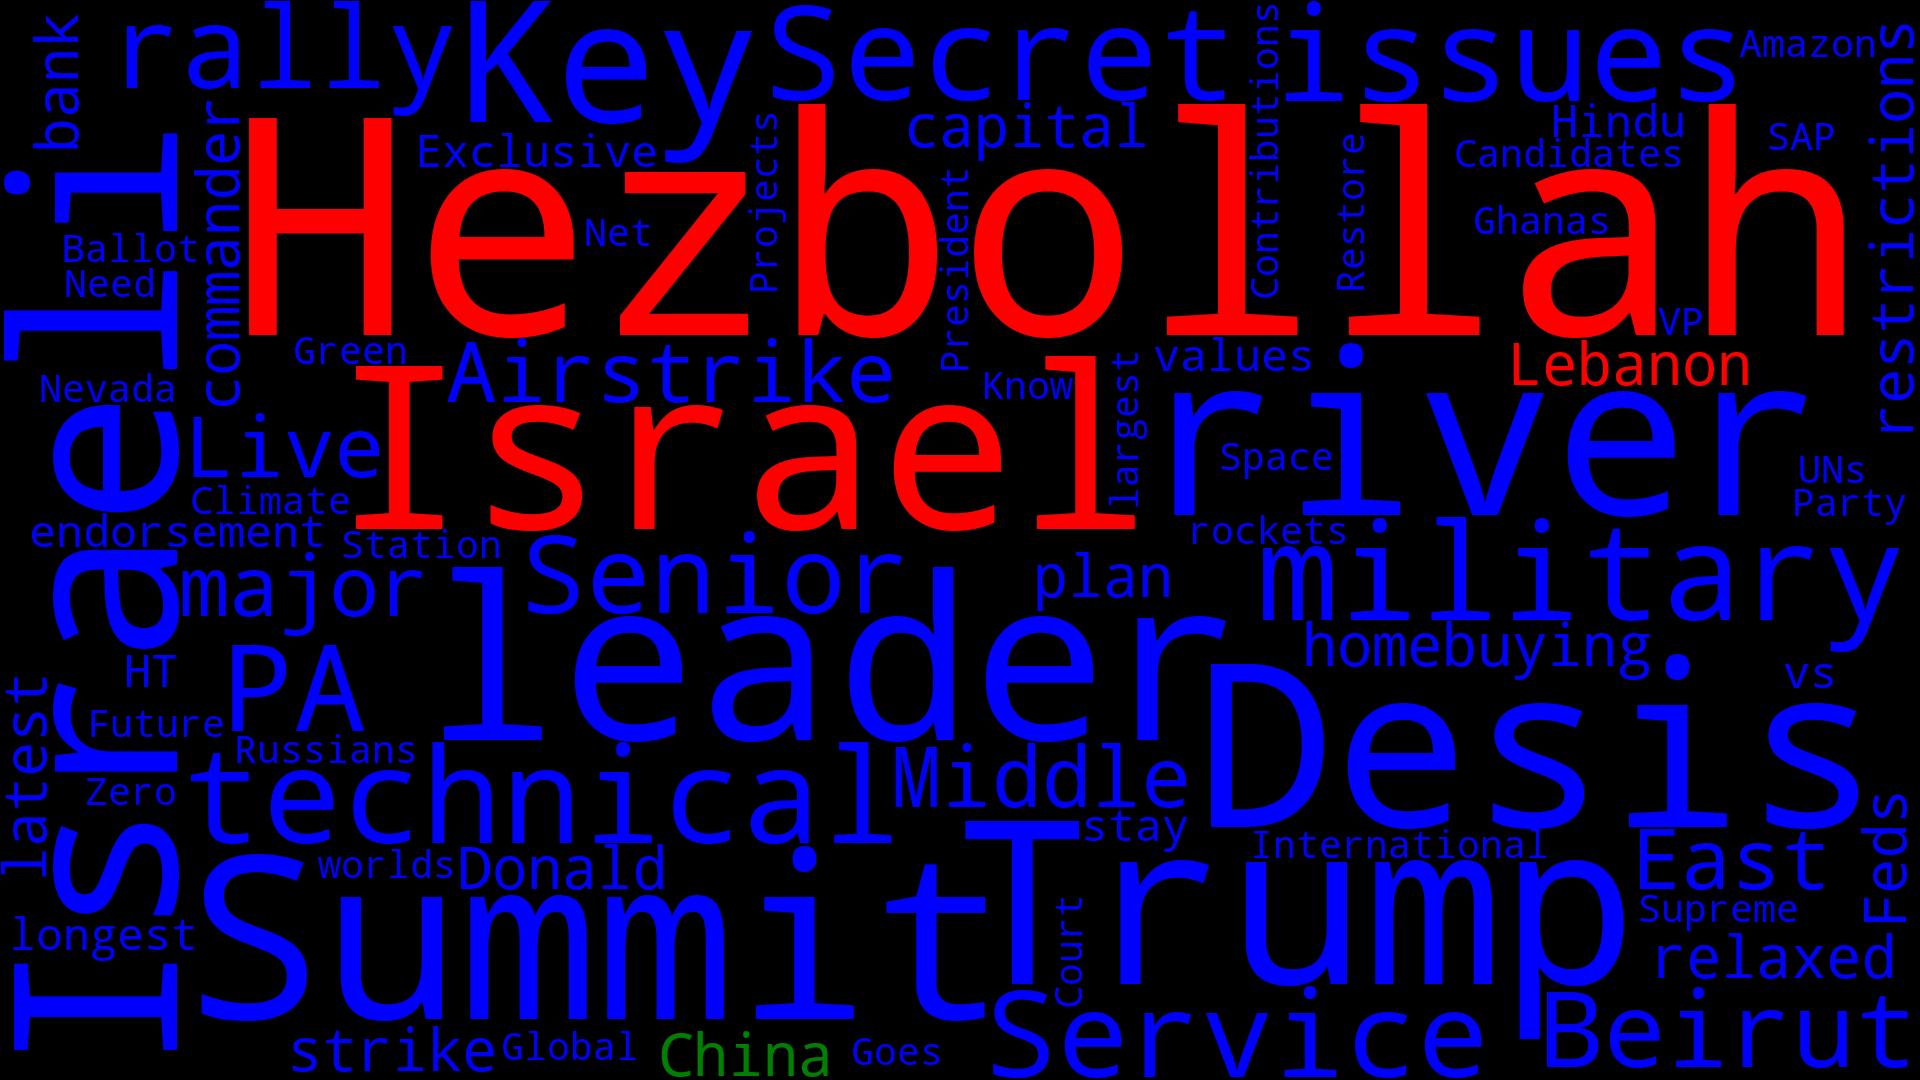 rally
Key
Secret
issues
Amazon
bank
Contributions
restrictions
commander
Exclusive
Projects
capital
Hindu
Candidates
SAP
Hezbollah
Net
President
Restore
Ghanas
Ballot
Need
VP
Israeli
Green
Airstrike
Know
largest
values
Lebanon
Nevada
Israel
river
Live
Space
UNs
Climate
Party
endorsement
Station
rockets
major
Senior
plan
military
leader
homebuying
HT
PA
Desis
vs
latest
Future
Russians
Zero
technical
Middle
stay
International
East
Feds
worlds
Donald
Trump
Court
Supreme
longest
Summit
relaxed
strike
Global
China
Goes
Service
Beirut